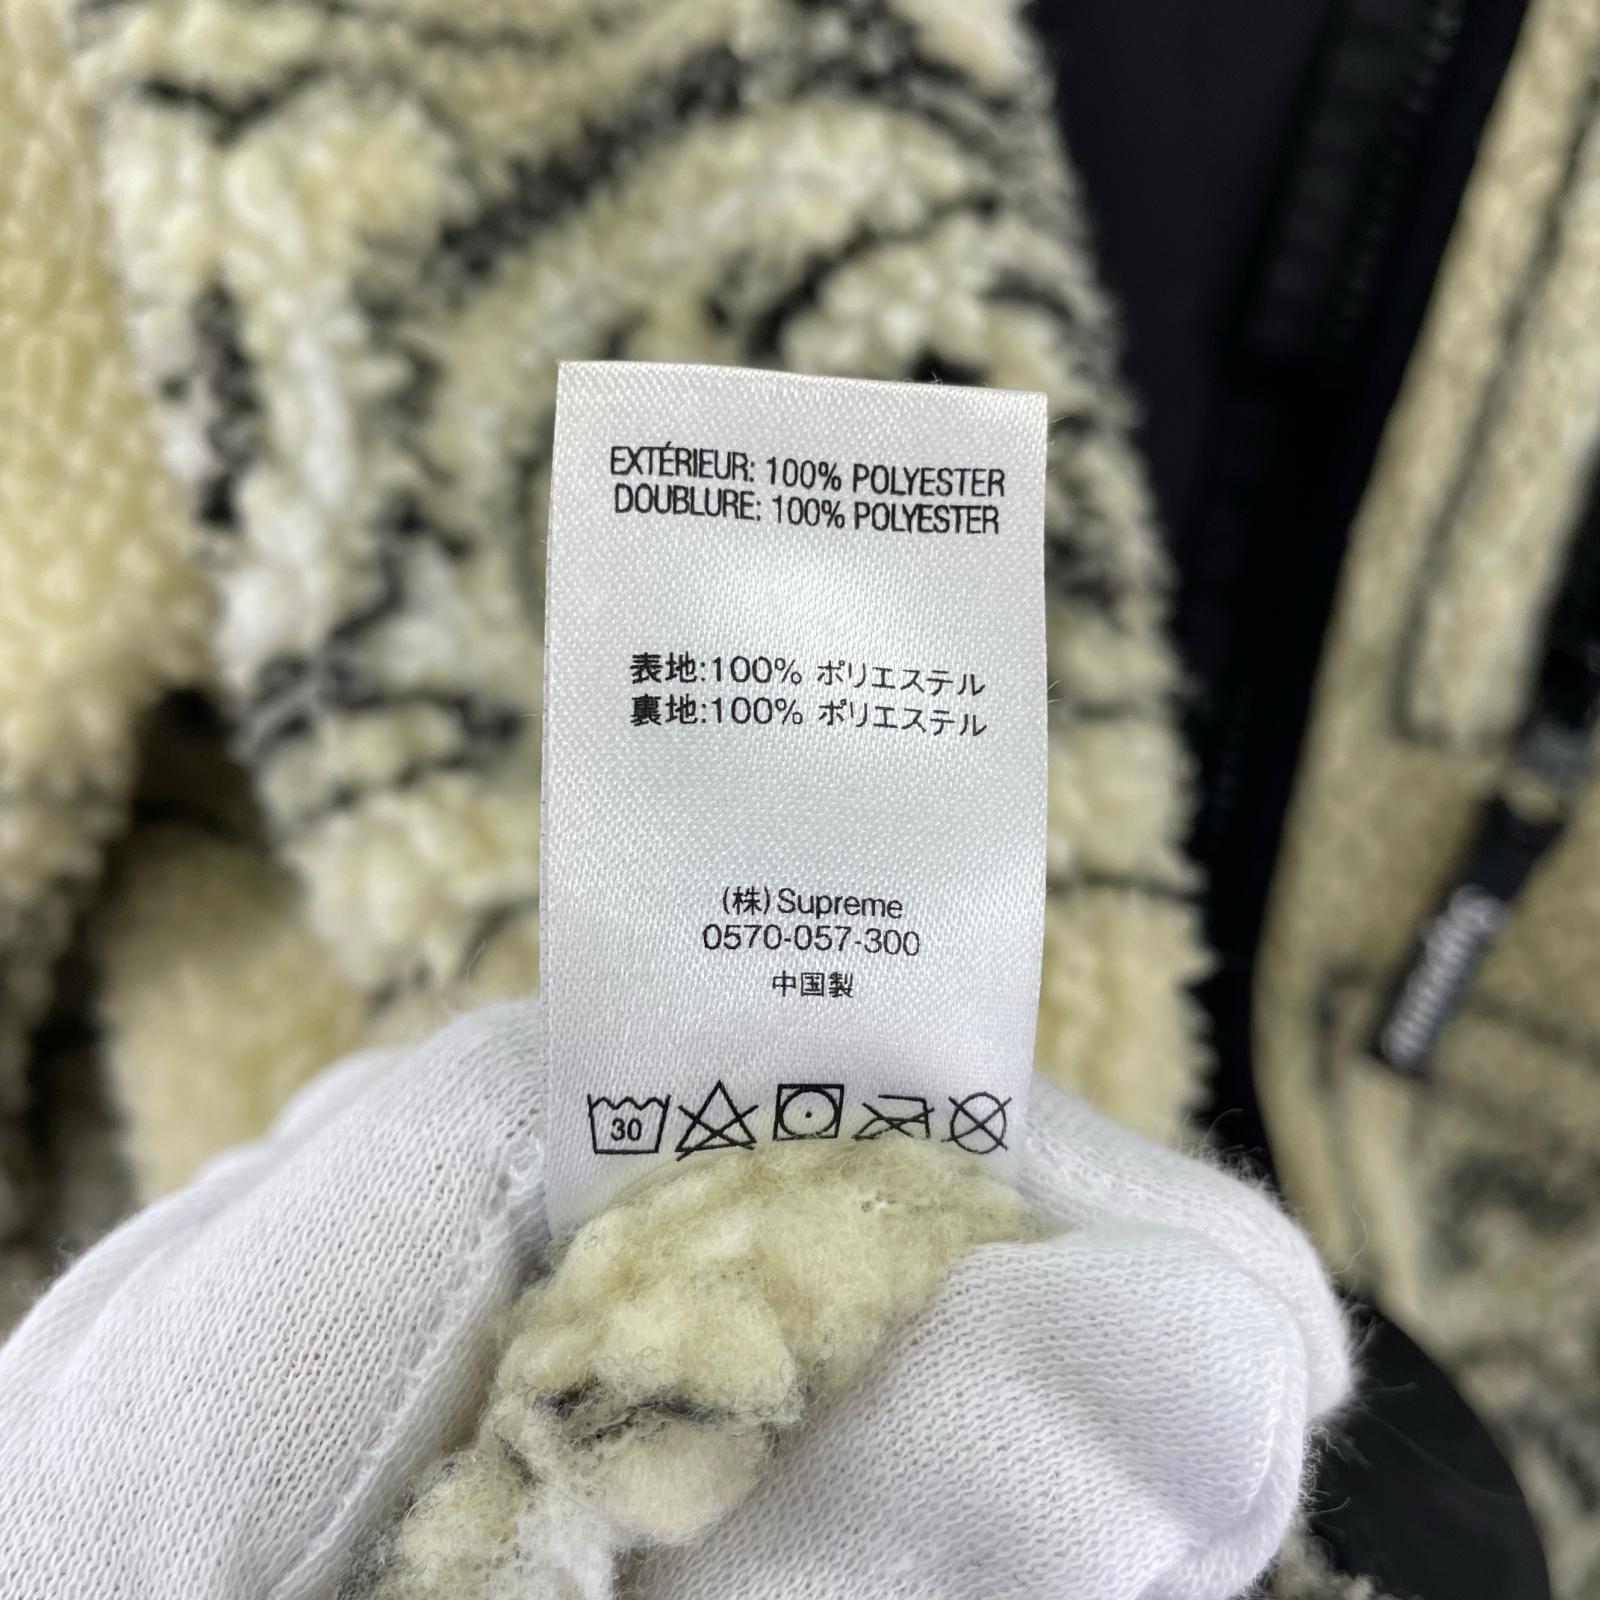 EXTÉRIEUR: 100% POLYESTER
DOUBLURE: 100% POLYESTER
表地:100% ポリエステル
裏地:100% ポリエステル
(株)Supreme
0570-057-300
中国製
30
Supreme